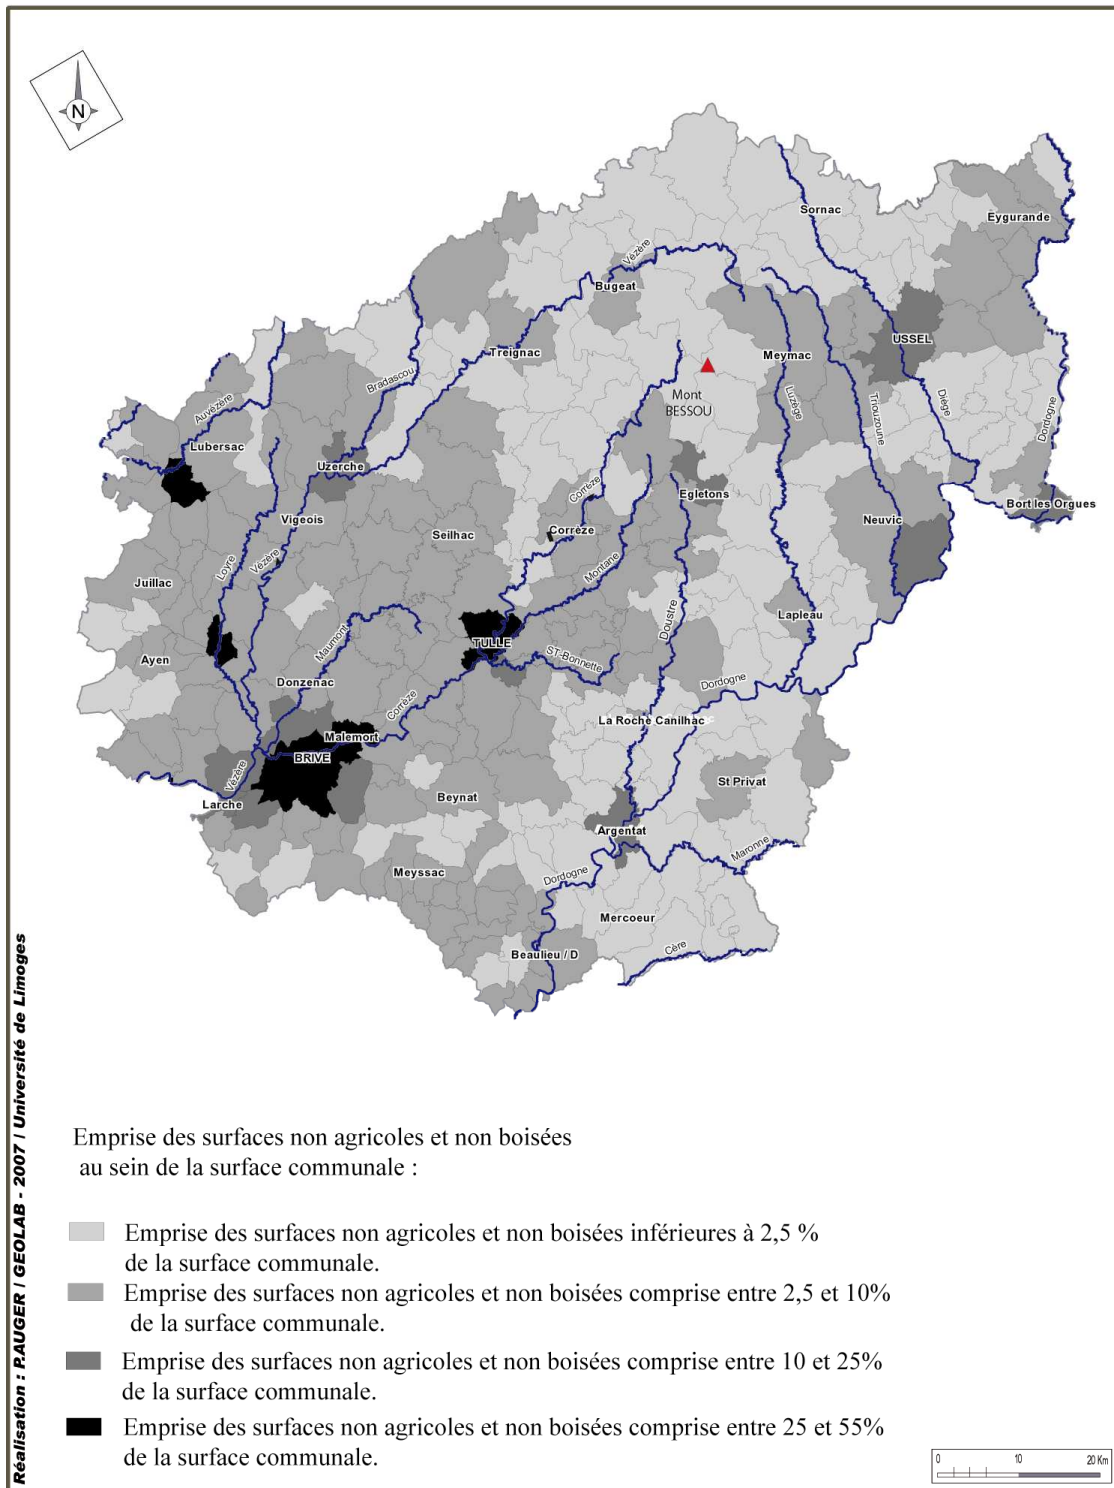 N
Sornac
Eygurande
Vézère
Bugeat
USSEL
Treignac
Meymac
Bradascou
Mont
BESSOU
Luzège
Triouzoune
Diège
Dordogne
Auvézère
Lubersac
Uzerche
Corrèze
Egletons
Bort les Orgues
Vigeois
Seilhac
Corrèze
Neuvic
Loyre
Vézère
Montane
Juillac
Doustre
Lapleau
Maumont
TULLE
ST-Bonnette
Ayen
Donzenac
Corrèze
Dordogne
La Roche Canilhac
Malemort
BRIVE
Vézère
Beynat
St Privat
Larche
Argentat
Maronne
Meyssac
Dordogne
Mercoeur
Cère
Beaulieu / D
Emprise des surfaces non agricoles et non boisées
au sein de la surface communale :
Emprise des surfaces non agricoles et non boisées inférieures à 2,5 %
de la surface communale.
Emprise des surfaces non agricoles et non boisées comprise entre 2,5 et 10%
de la surface communale.
Emprise des surfaces non agricoles et non boisées comprise entre 10 et 25%
de la surface communale.
Emprise des surfaces non agricoles et non boisées comprise entre 25 et 55%
de la surface communale.
0 10 20 Km
Réalisation : P.AUGER / GEOLAB - 2007 / Université de Limoges